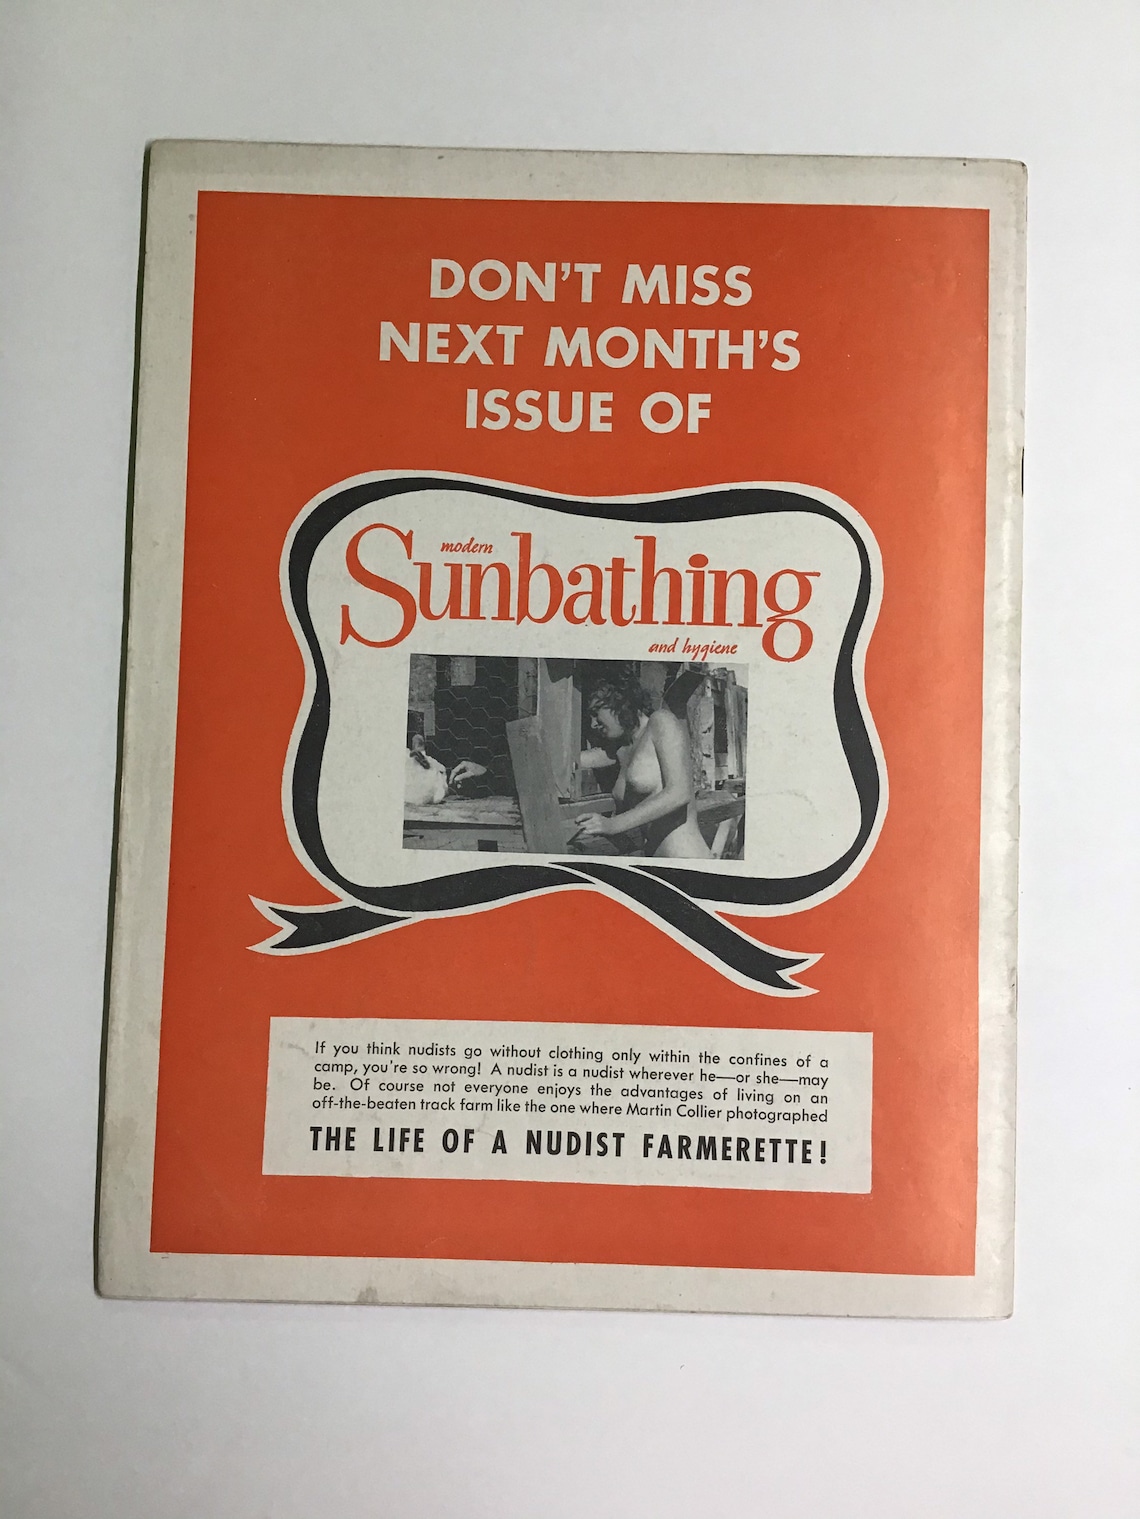 DON'T MISS
NEXT MONTH'S
ISSUE OF
modern
Sunbathing
and hygiene
If you think nudists go without clothing only within the confines of a
camp, you're so wrong! A nudist is a nudist wherever he—or she—may
be. Of course not everyone enjoys the advantages of living on an
off-the-beaten track farm like the one where Martin Collier photographed
THE LIFE OF A NUDIST FARMERETTE!